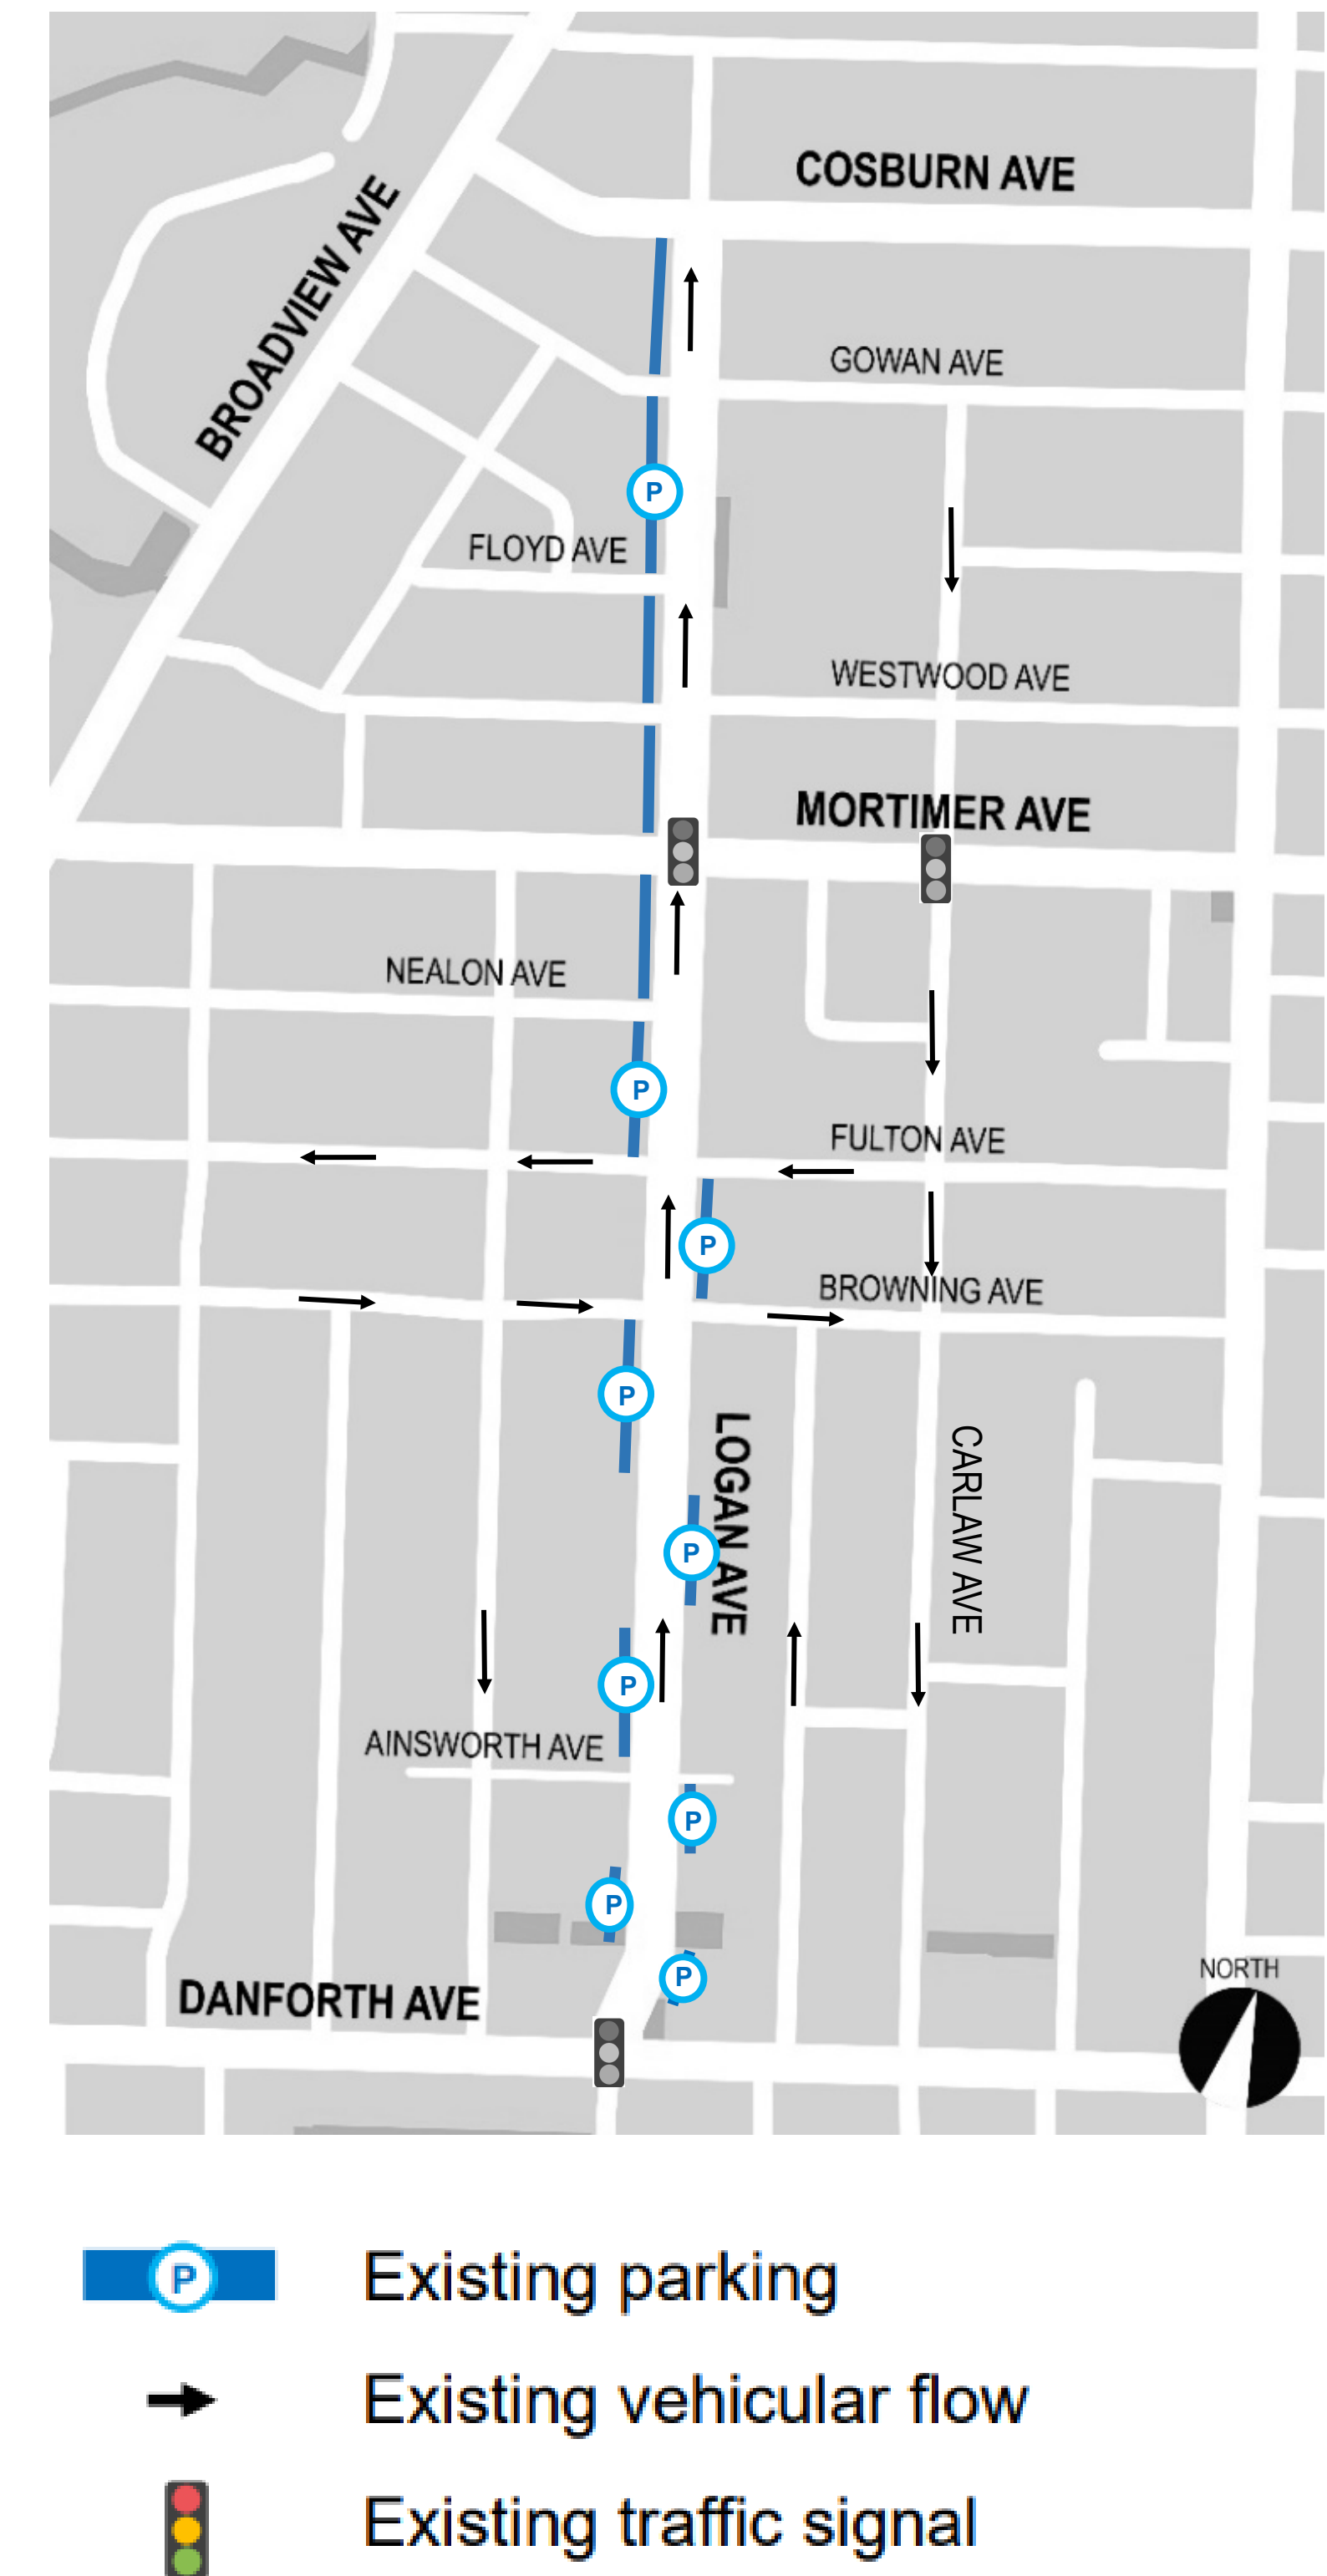 COSBURN AVE
BROADVIEW AVE
GOWAN AVE
P
FLOYD AVE
WESTWOOD AVE
MORTIMER AVE
NEALON AVE
P
FULTON AVE
P
BROWNING AVE
P
LOGAN AVE
CARLAW AVE
P
P
AINSWORTH AVE
P
P
NORTH
P
DANFORTH AVE
P Existing parking
Existing vehicular flow
Existing traffic signal